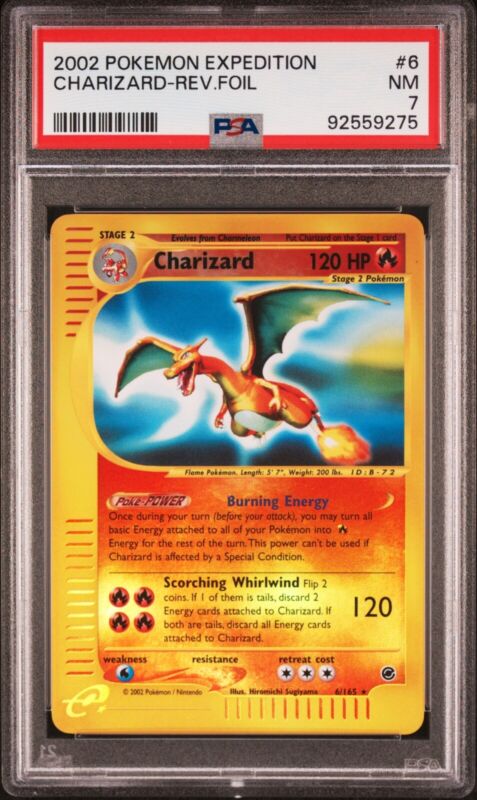 2002 POKEMON EXPEDITION #6
CHARIZARD-REV.FOIL NM
7
PSA 92559275
STAGE 2 Evolves from Charmeleon Put Charizard on the Stage 1 card
Charizard 120 HP
Stage 2 Pokémon
Flame Pokémon, Length: 5' 7", Weight: 200 lbs. ID:B-72
Poké-POWER Burning Energy
Once during your turn (before your attack), you may turn all
basic Energy attached to all of your Pokémon into
Energy for the rest of the turn. This power can't be used if
Charizard is affected by a Special Condition.
Scorching Whirlwind Flip 2
coins. If 1 of them is tails, discard 2
Energy cards attached to Charizard. If
both are tails, discard all Energy cards
attached to Charizard.
120
weakness resistance retreat cost
© 2002 Pokémon / Nintendo Illus. Hiromichi Sugiyama 6/165 ★
e
PSA